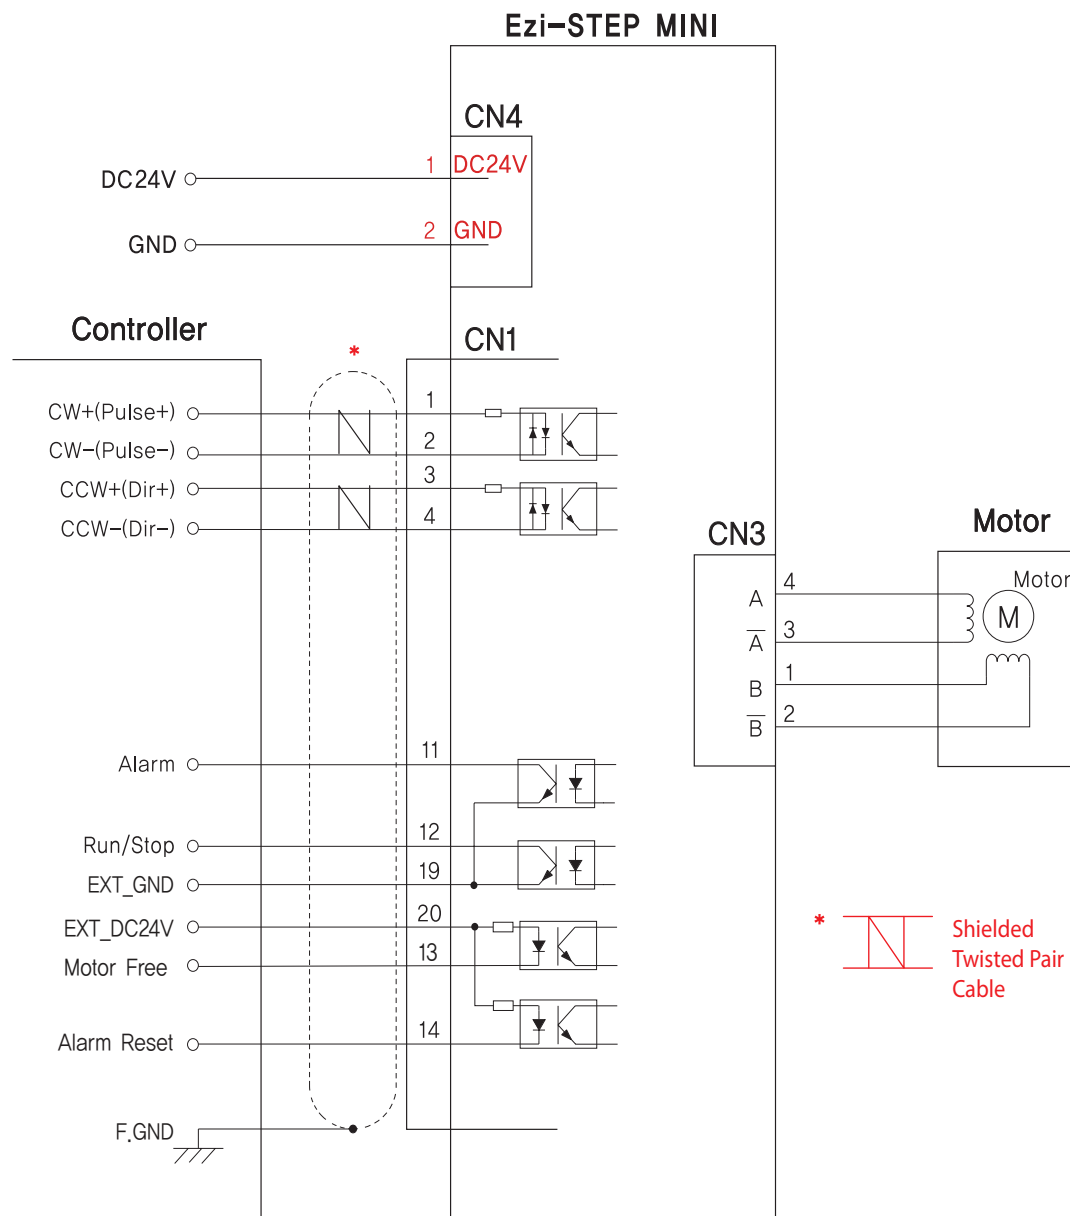 Ezi-STEP MINI
CN4
DC24V 1 DC24V
GND 2 GND
Controller
*
CN1
CW+(Pulse+) 1
CW-(Pulse-) 2
CCW+(Dir+) 3
CCW-(Dir-) 4
CN3
Motor
A 4
Motor
M
A̅ 3
B 1
B̅ 2
Alarm 11
Run/Stop 12
EXT_GND 19
EXT_DC24V 20
Motor Free 13
Alarm Reset 14
F.GND
* Shielded
Twisted Pair
Cable